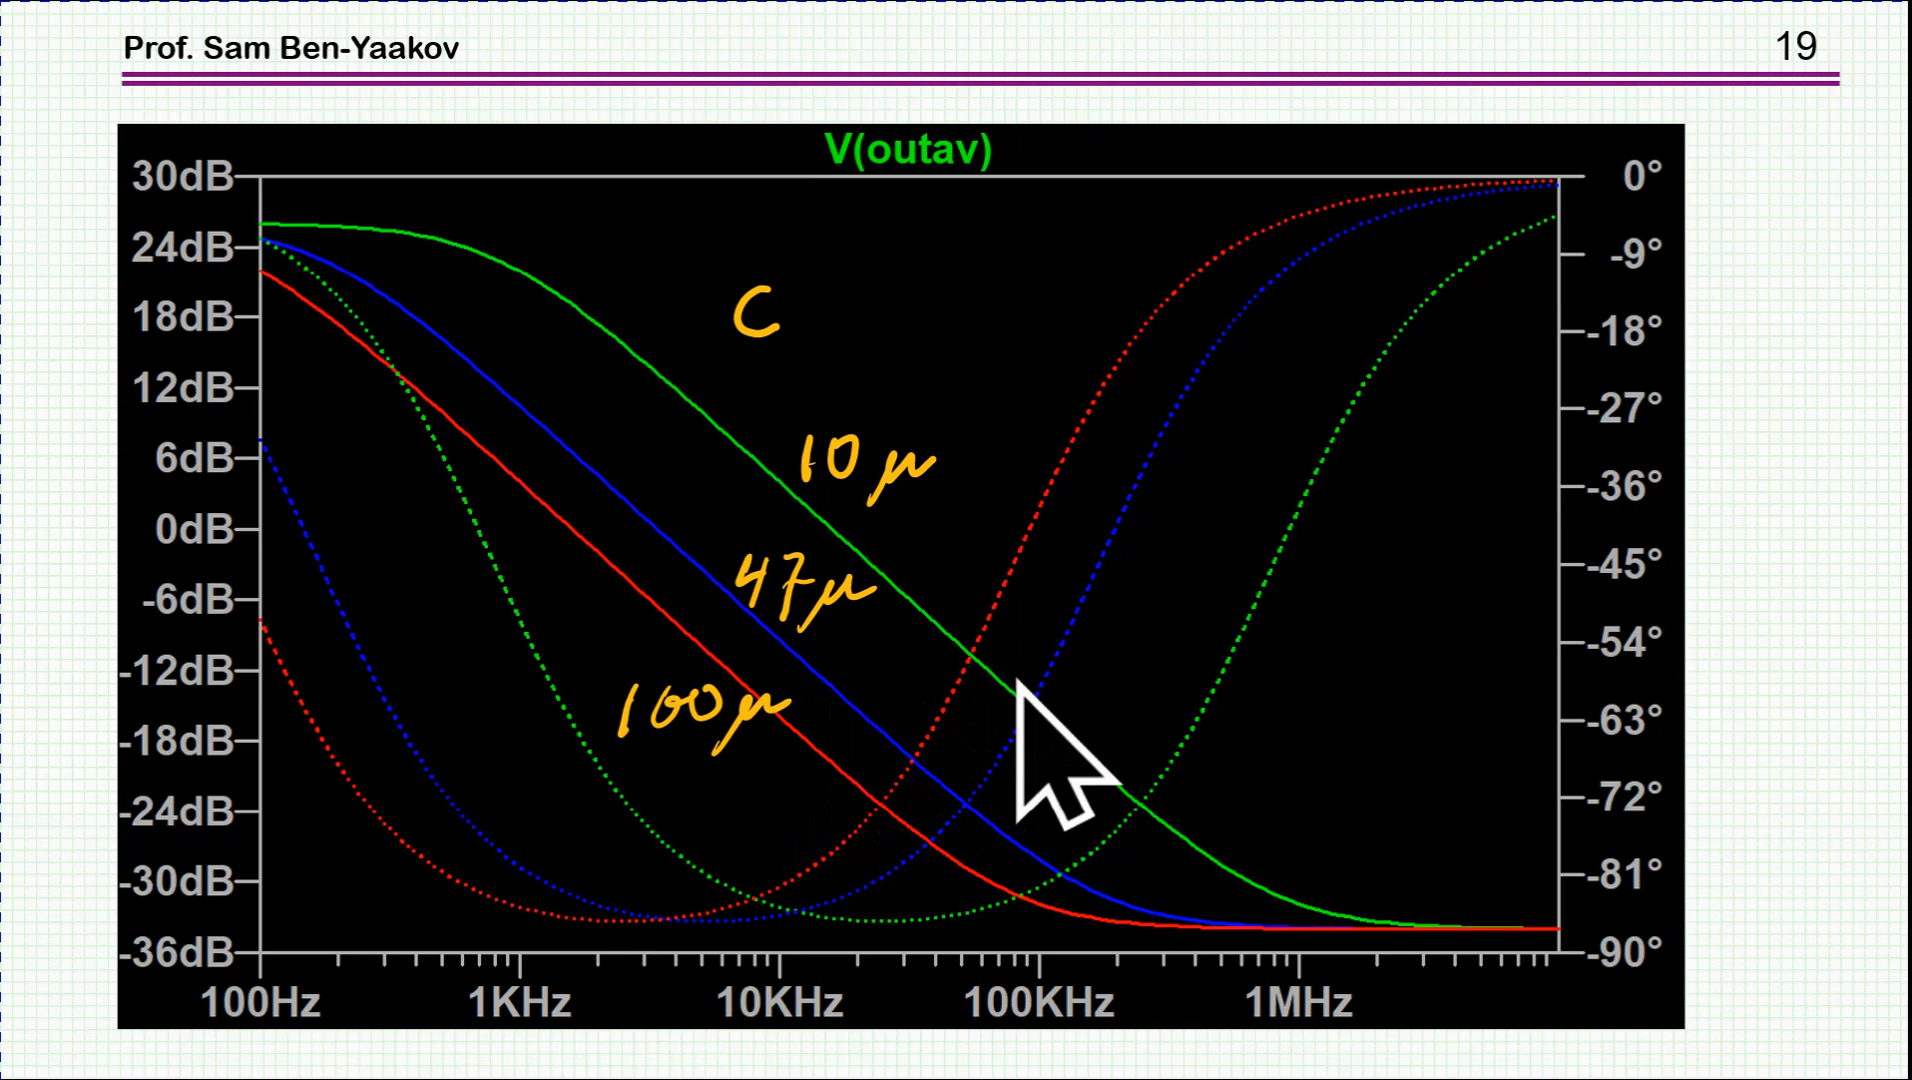 Prof. Sam Ben-Yaakov
19
V(outav)
30dB
24dB
18dB
12dB
6dB
0dB
-6dB
-12dB
-18dB
-24dB
-30dB
-36dB
0°
-9°
-18°
-27°
-36°
-45°
-54°
-63°
-72°
-81°
-90°
C
10μ
47μ
100μ
100Hz 1KHz 10KHz 100KHz 1MHz